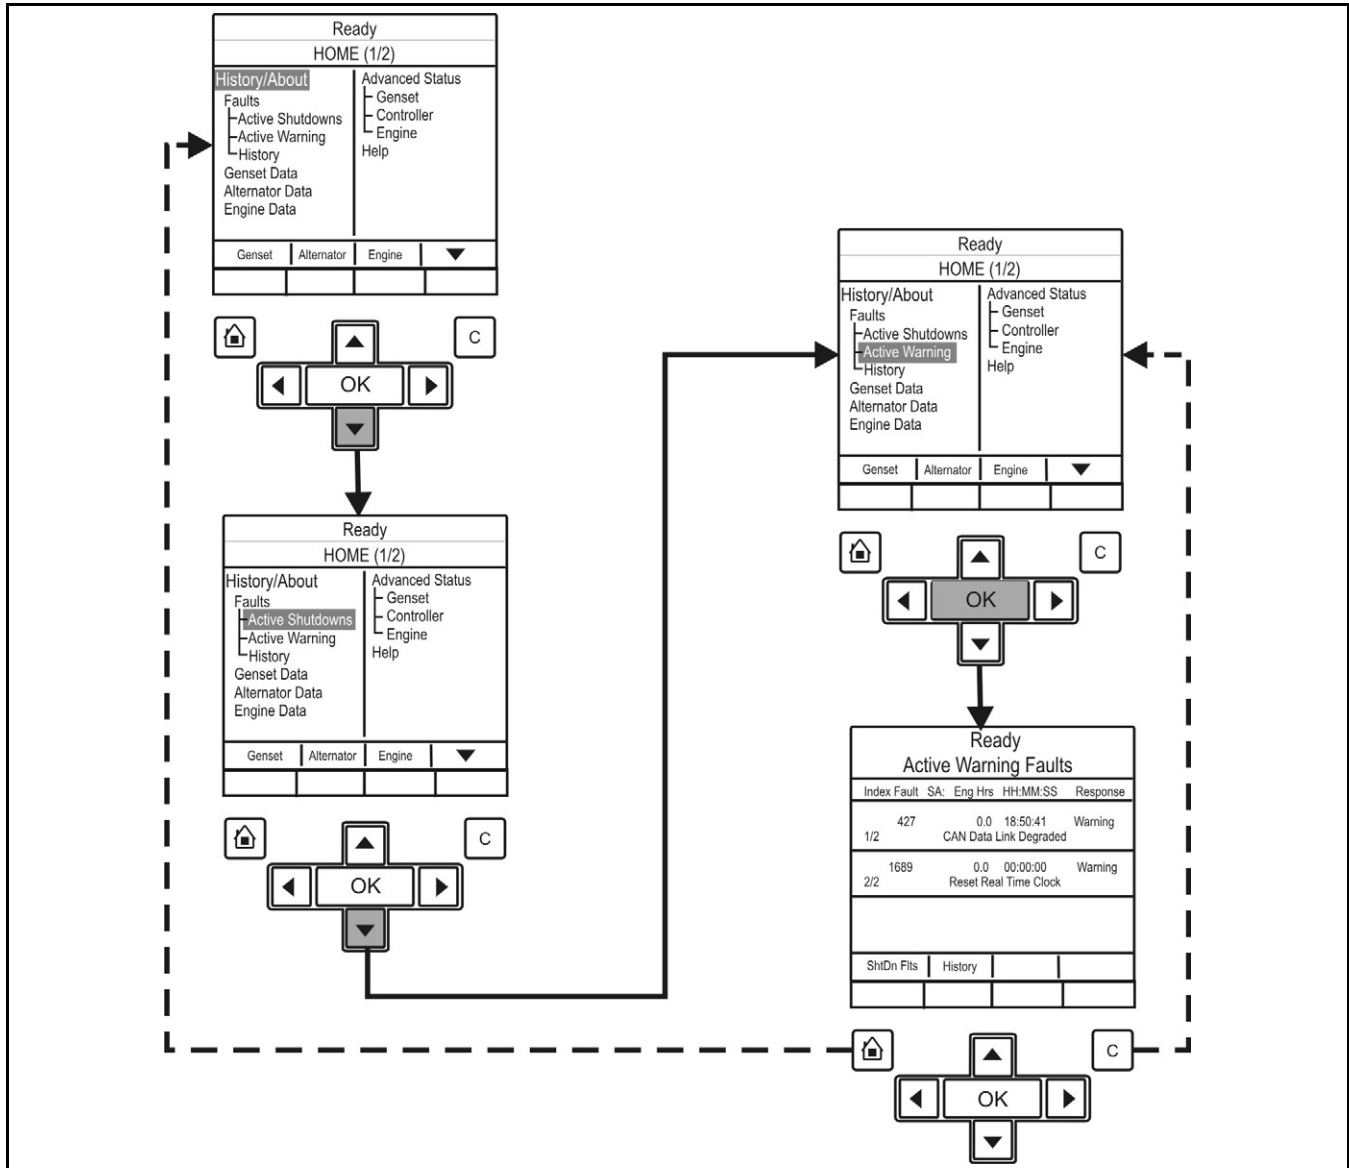 Ready
HOME (1/2)
History/About
Faults
Active Shutdowns
Active Warning
History
Genset Data
Alternator Data
Engine Data
Advanced Status
Genset
Controller
Engine
Help
Genset Alternator Engine
C
OK
Ready
HOME (1/2)
History/About
Faults
Active Shutdowns
Active Warning
History
Genset Data
Alternator Data
Engine Data
Advanced Status
Genset
Controller
Engine
Help
Genset Alternator Engine
C
OK
Ready
HOME (1/2)
History/About
Faults
Active Shutdowns
Active Warning
History
Genset Data
Alternator Data
Engine Data
Advanced Status
Genset
Controller
Engine
Help
Genset Alternator Engine
C
OK
Ready
Active Warning Faults
Index Fault SA: Eng Hrs HH:MM:SS Response
427 0.0 18:50:41 Warning
1/2 CAN Data Link Degraded
1689 0.0 00:00:00 Warning
2/2 Reset Real Time Clock
ShtDn Flts History
C
OK